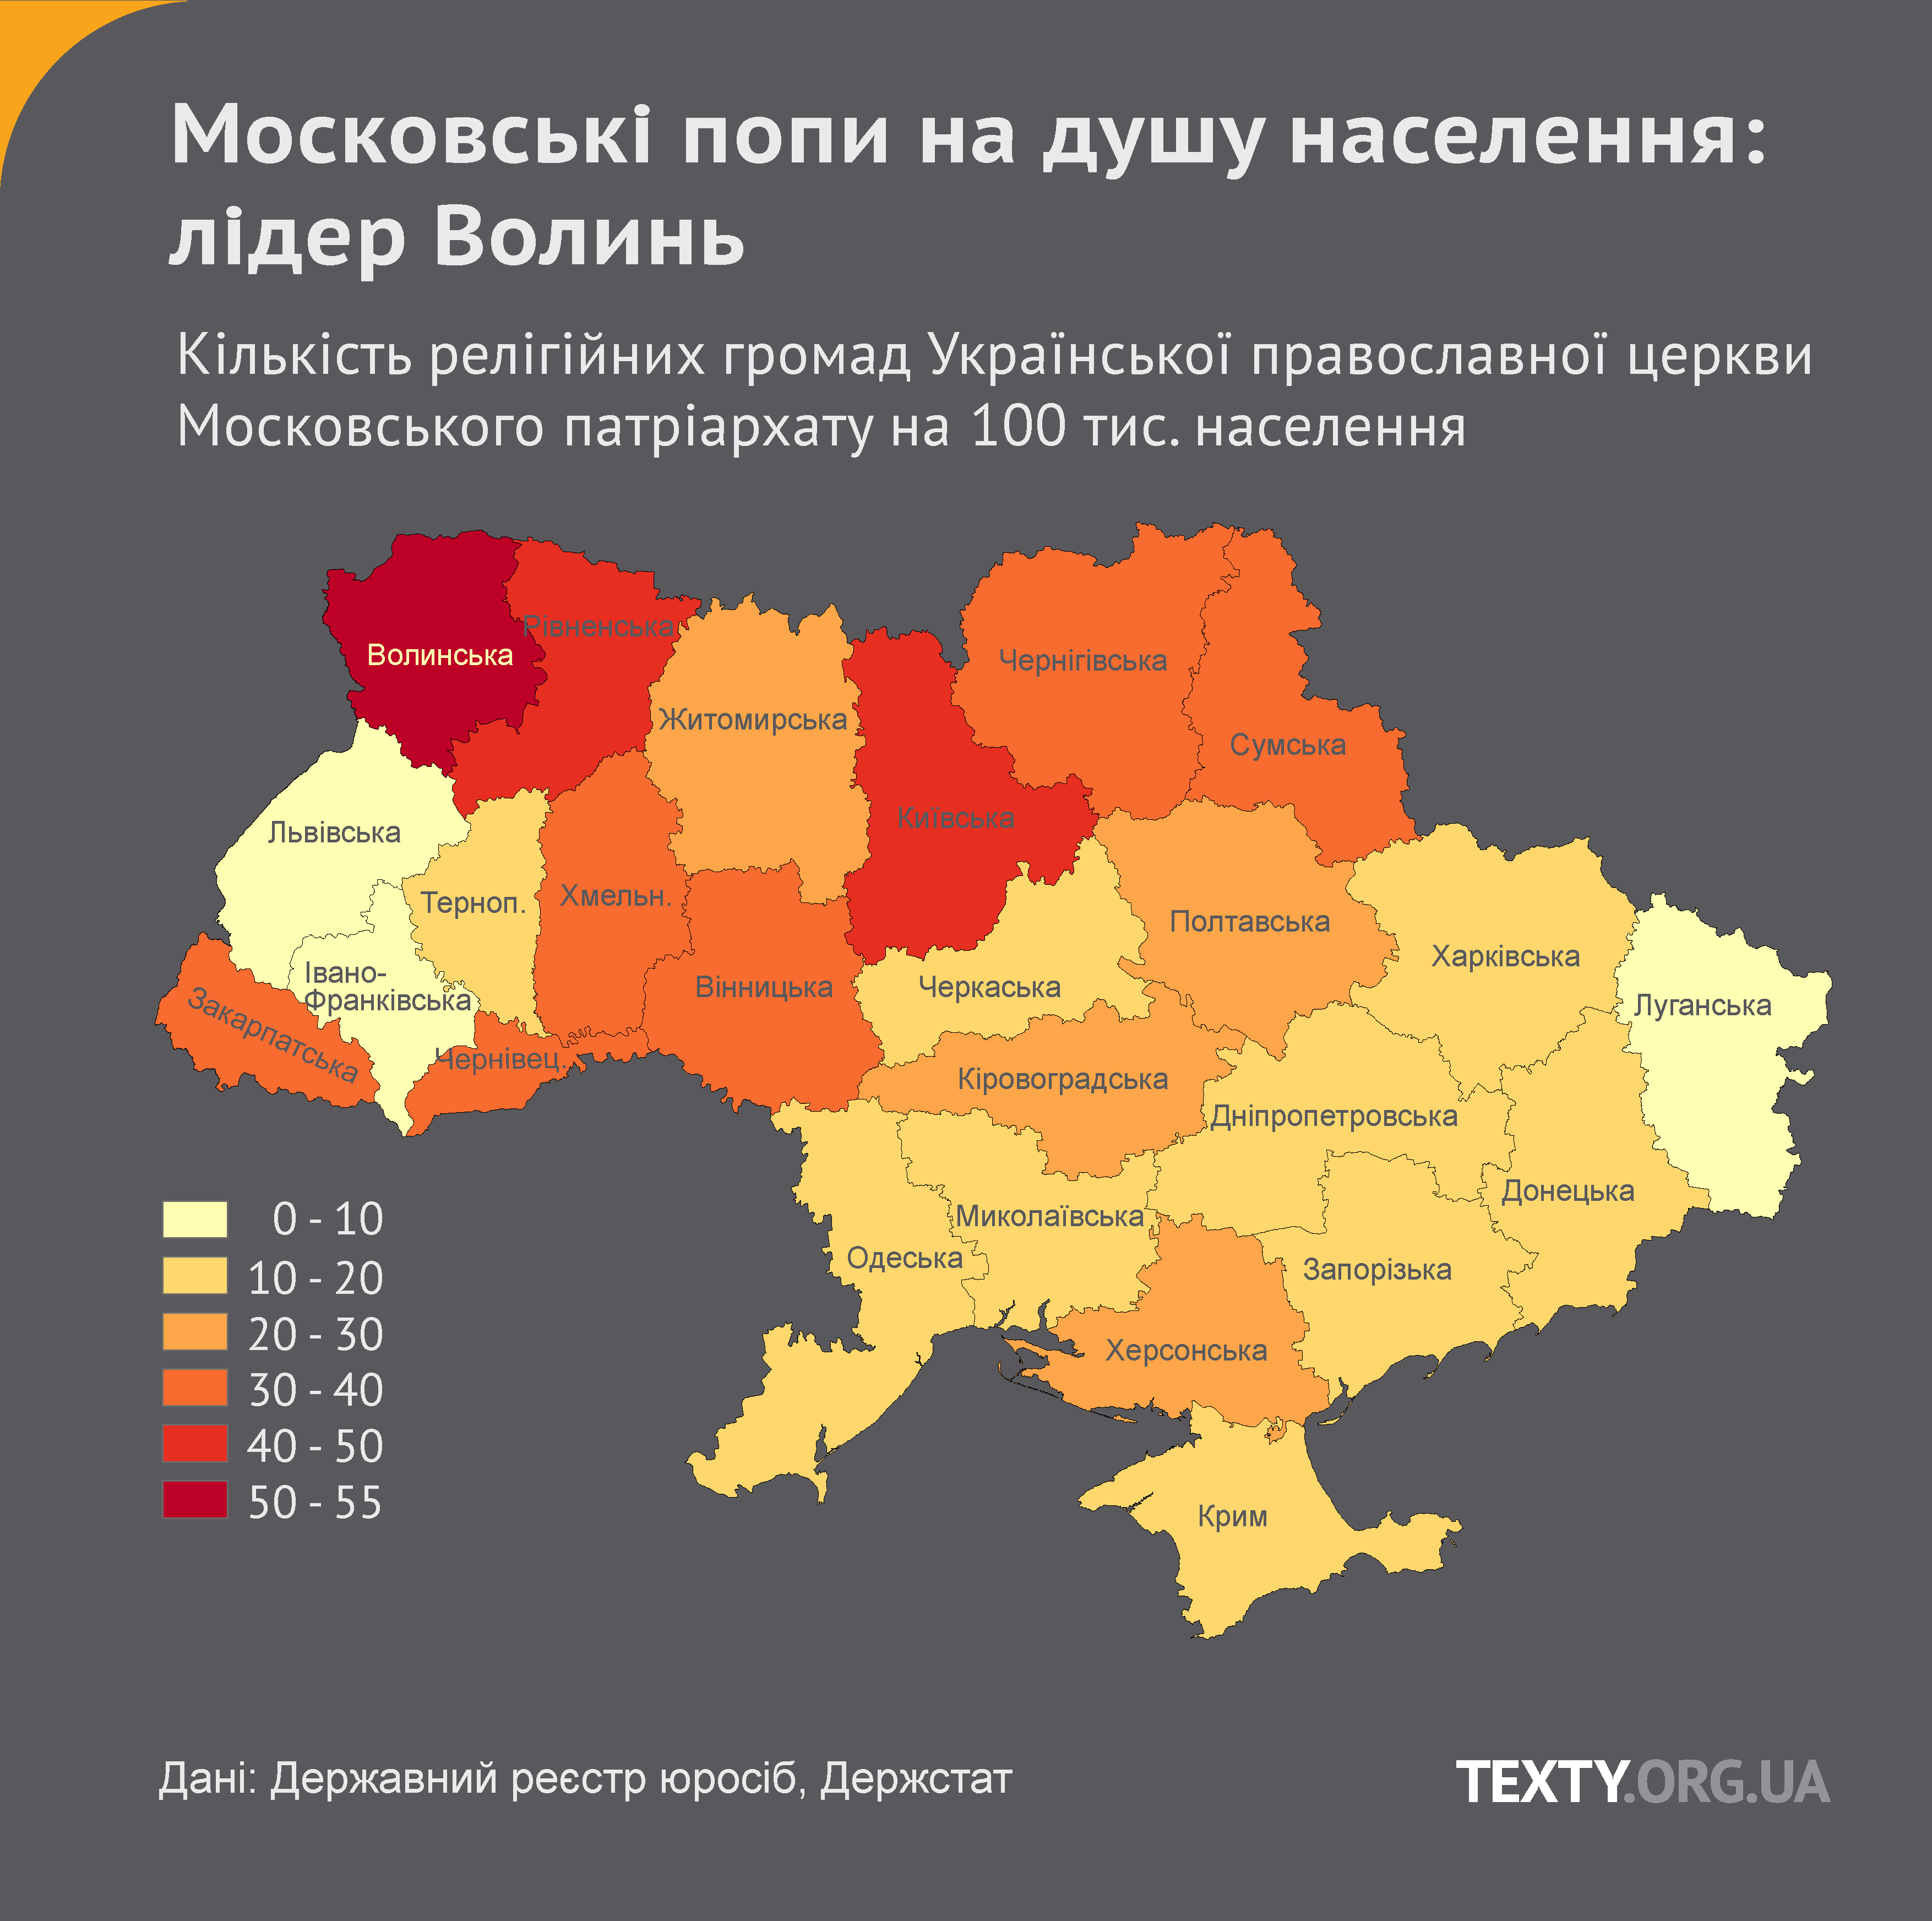 Московські попи на душу населення:
лідер Волинь
Кількість релігійних громад Української православної церкви
Московського патріархату на 100 тис. населення
Волинська
Рівненська
Житомирська
Чернігівська
Сумська
Київська
Львівська
Терноп.
Хмельн.
Вінницька
Черкаська
Полтавська
Харківська
Луганська
Івано-
Франківська
Закарпатська
Чернівец.
Кіровоградська
Дніпропетровська
Донецька
Миколаївська
Одеська
Запорізька
Херсонська
Крим
0 - 10
10 - 20
20 - 30
30 - 40
40 - 50
50 - 55
Дані: Державний реєстр юросіб, Держстат
TEXTY.ORG.UA